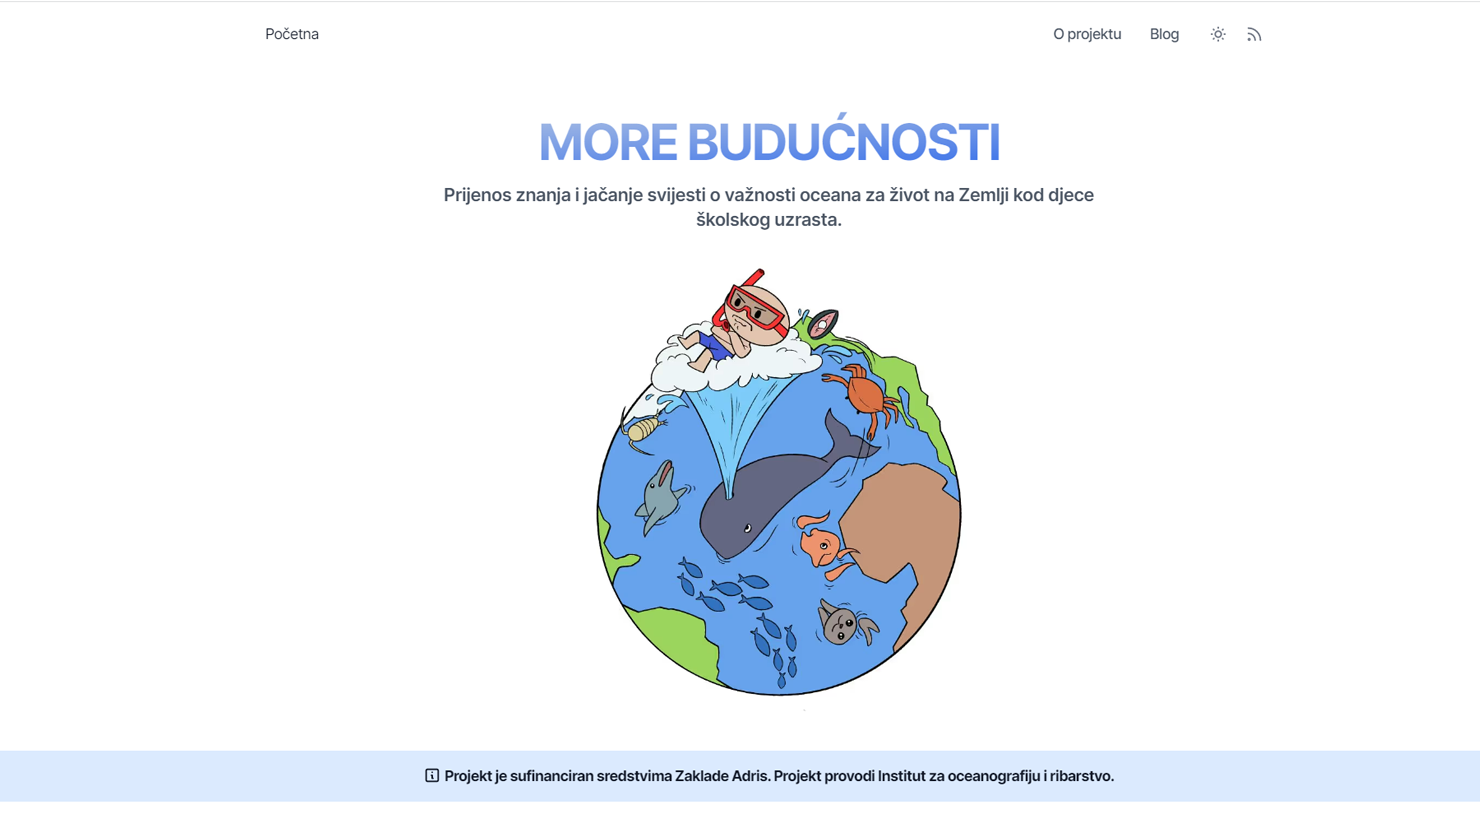 Početna
O projektu
Blog
MORE BUDUĆNOSTI
Prijenos znanja i jačanje svijesti o važnosti oceana za život na Zemlji kod djece
školskog uzrasta.
Projekt je sufinanciran sredstvima Zaklade Adris. Projekt provodi Institut za oceanografiju i ribarstvo.